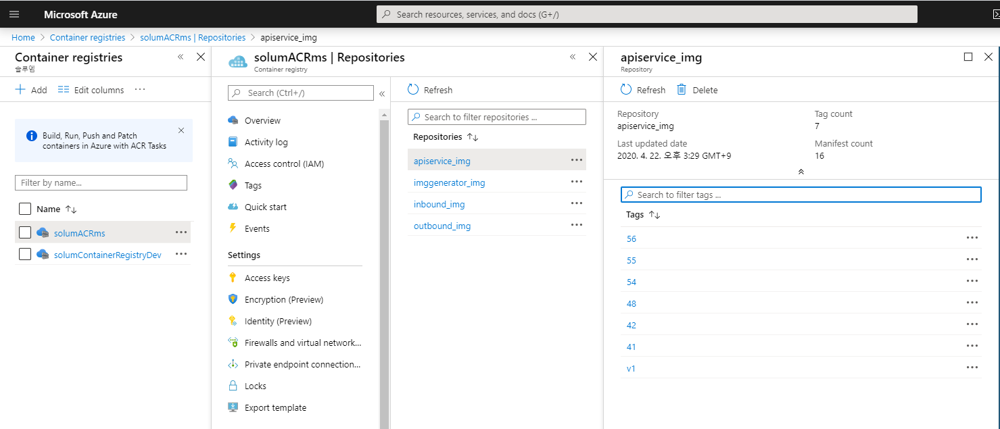 Microsoft Azure
Search resources, services, and docs (G+/)
Home > Container registries > solumACRms | Repositories > apiservice_img
Container registries
솔루엠
Add
Edit columns
Build, Run, Push and Patch
containers in Azure with ACR Tasks
Filter by name...
Name
solumACRms
solumContainerRegistryDev
solumACRms | Repositories
Container registry
Search (Ctrl+/)
Overview
Activity log
Access control (IAM)
Tags
Quick start
Events
Settings
Access keys
Encryption (Preview)
Identity (Preview)
Firewalls and virtual network...
Private endpoint connection...
Locks
Export template
Refresh
Search to filter repositories ...
Repositories
apiservice_img
imggenerator_img
inbound_img
outbound_img
apiservice_img
Repository
Refresh
Delete
Repository
apiservice_img
Tag count
7
Last updated date
2020. 4. 22. 오후 3:29 GMT+9
Manifest count
16
Search to filter tags ...
Tags
56
55
54
48
42
41
v1